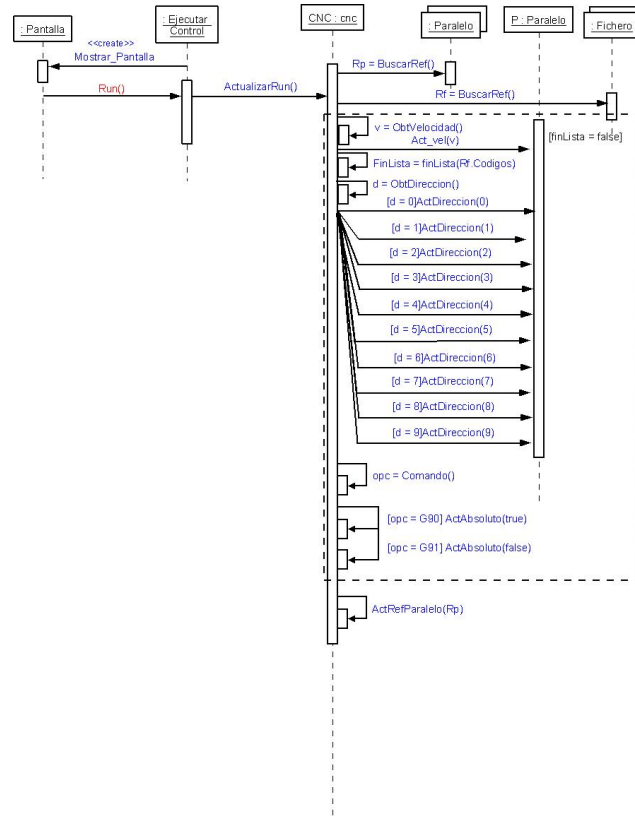 : Pantalla
: Ejecutar
Control
CNC : cnc
: Paralelo
P : Paralelo
: Fichero
<<create>>
Mostrar_Pantalla
Rp = BuscarRef()
Run()
ActualizarRun()
Rf = BuscarRef()
v = ObtVelocidad()
Act_vel(v)
[finLista = false]
FinLista = finLista(Rf.Codigos)
d = ObtDireccion()
[d = 0]ActDireccion(0)
[d = 1]ActDireccion(1)
[d = 2]ActDireccion(2)
[d = 3]ActDireccion(3)
[d = 4]ActDireccion(4)
[d = 5]ActDireccion(5)
[d = 6]ActDireccion(6)
[d = 7]ActDireccion(7)
[d = 8]ActDireccion(8)
[d = 9]ActDireccion(9)
opc = Comando()
[opc = G90] ActAbsoluto(true)
[opc = G91] ActAbsoluto(false)
ActRefParalelo(Rp)